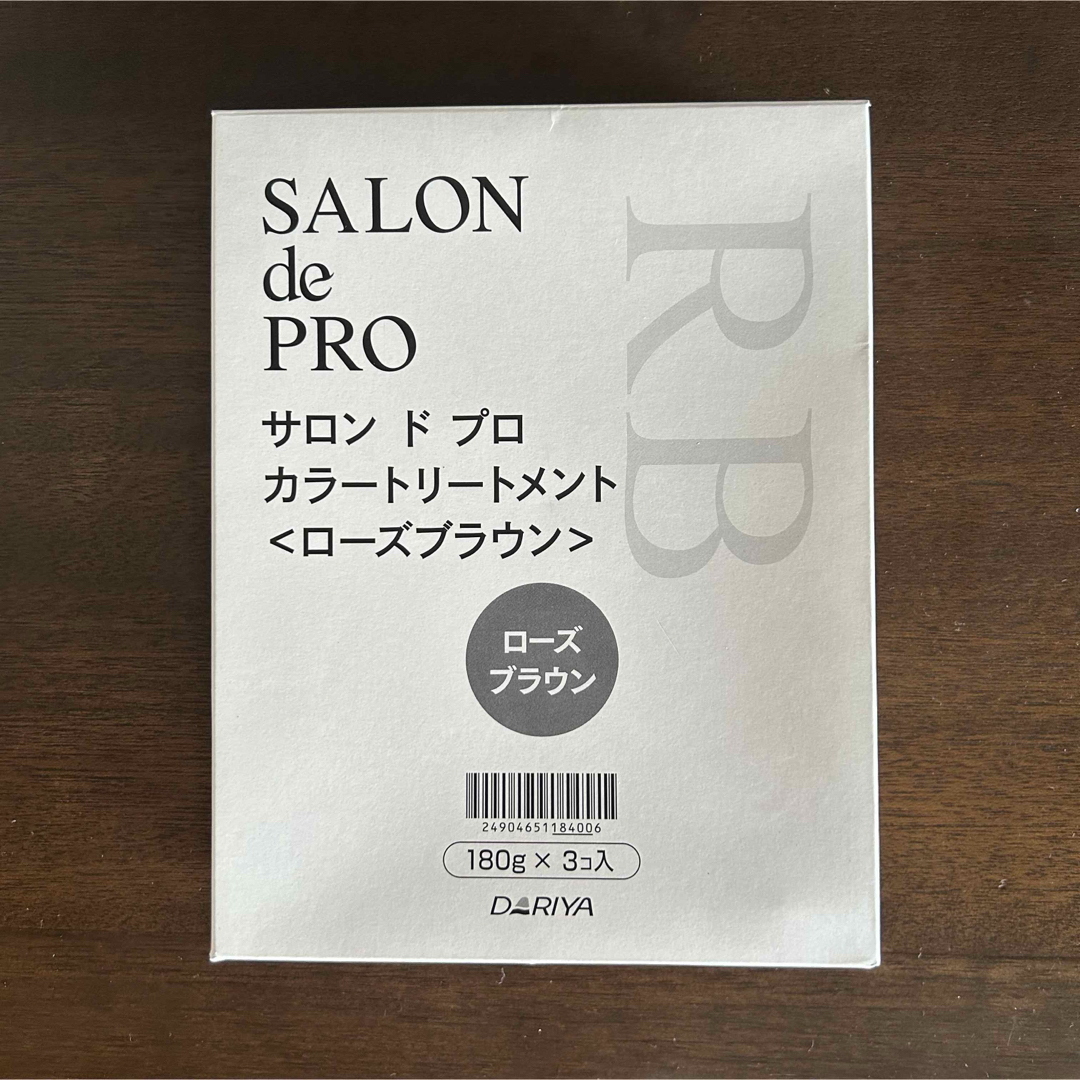 SALON
de
PRO
サロン ド プロ
カラートリートメント
<ローズブラウン>
RB
ローズ
ブラウン
24904651184006
180g × 3コ入
DARIYA